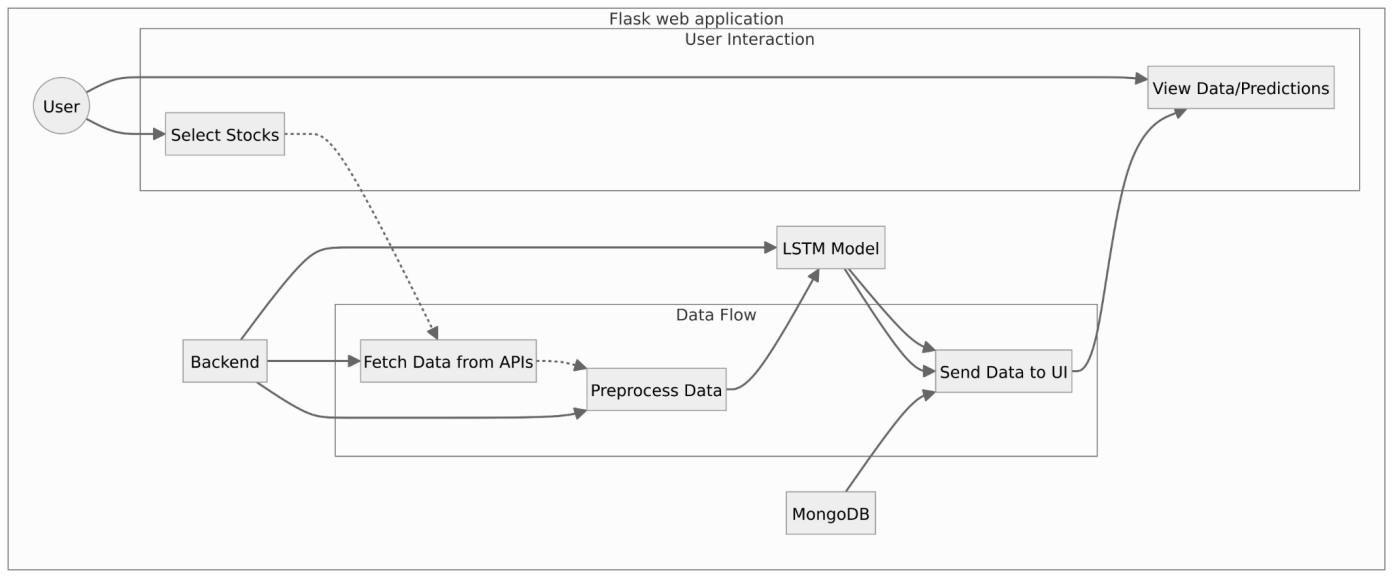 Flask web application
User Interaction
User
View Data/Predictions
Select Stocks
LSTM Model
Data Flow
Backend
Fetch Data from APIs
Preprocess Data
Send Data to UI
MongoDB